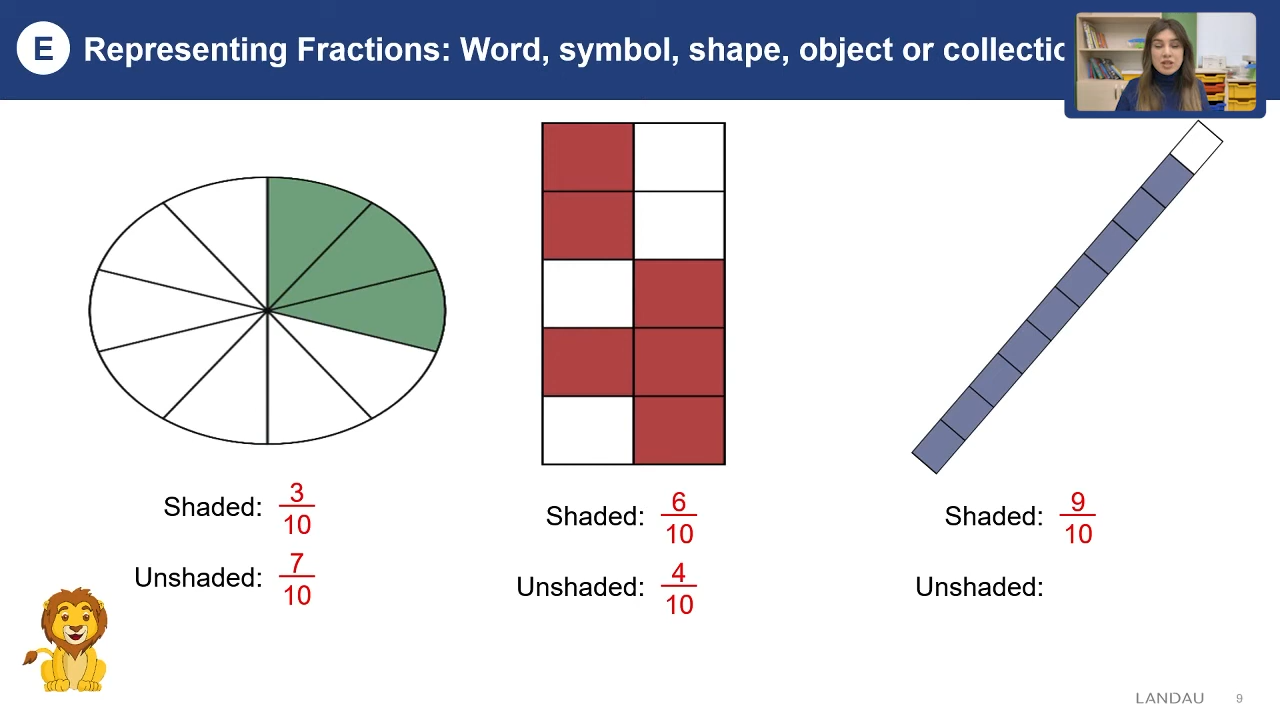 E
Representing Fractions: Word, symbol, shape, object or
Shaded: 3/10
Unshaded: 7/10
Shaded: 6/10
Unshaded: 4/10
Shaded: 9/10
Unshaded:
LANDAU
9